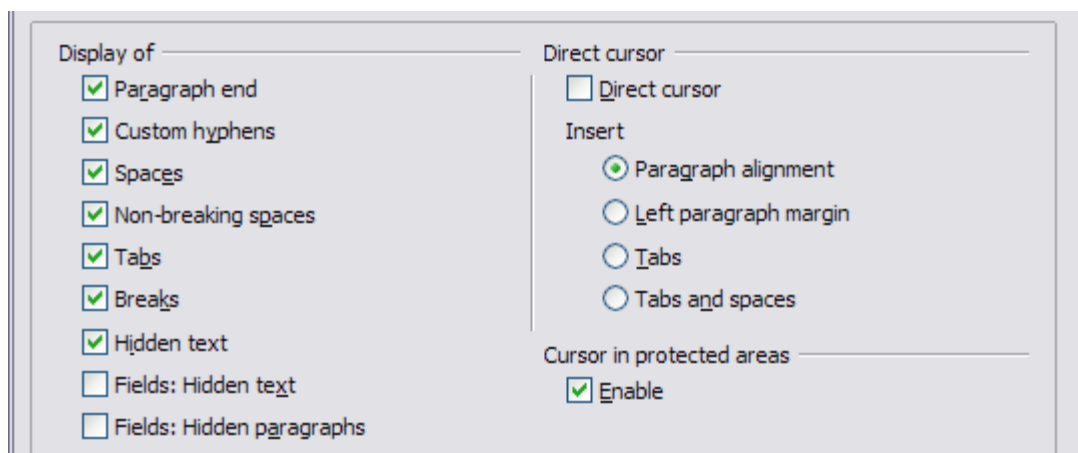 Display of
Paragraph end
Custom hyphens
Spaces
Non-breaking spaces
Tabs
Breaks
Hidden text
Fields: Hidden text
Fields: Hidden paragraphs
Direct cursor
Direct cursor
Insert
Paragraph alignment
Left paragraph margin
Tabs
Tabs and spaces
Cursor in protected areas
Enable